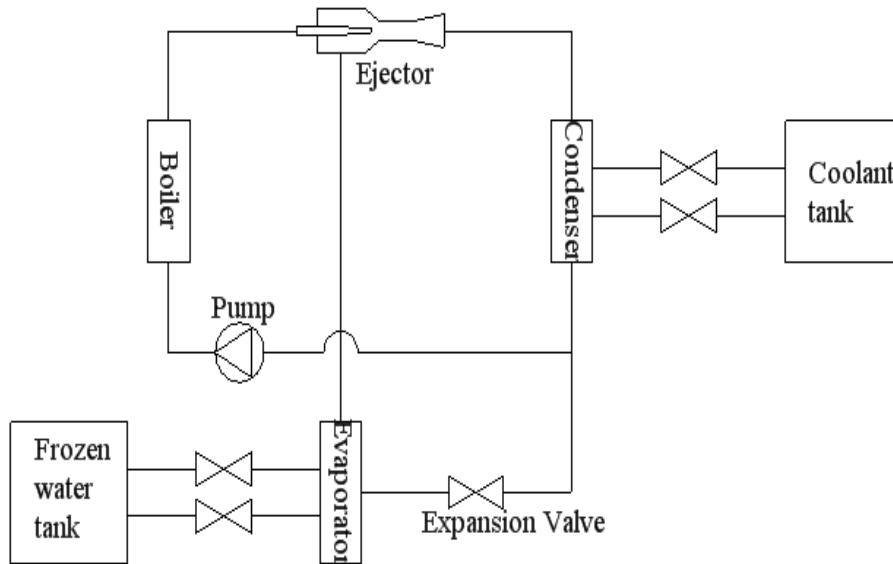 Ejector
Boiler
Condenser
Coolant
tank
Pump
Frozen
water
tank
Evaporator
Expansion Valve